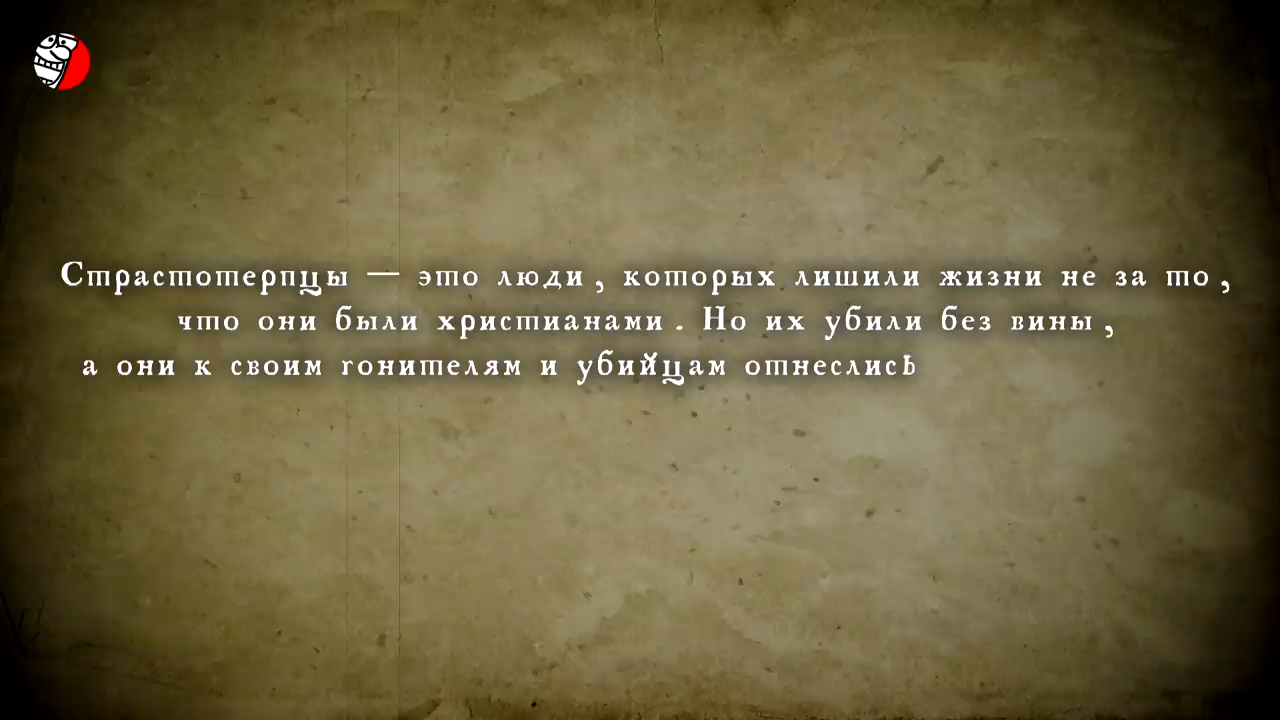 Страстотерпцы — это люди, которых лишили жизни не за то,
что они были христианами. Но их убили без вины,
а они к своим гонителям и убийцам отнеслись